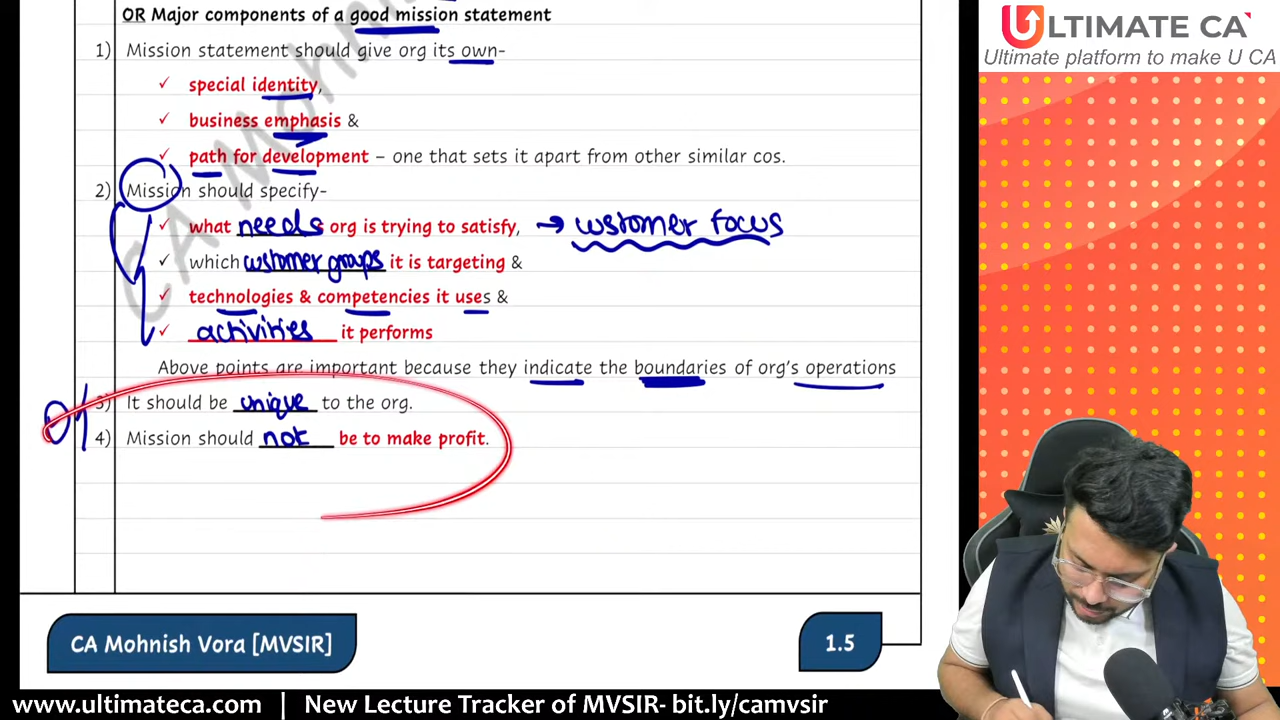 OR Major components of a good mission statement
1) Mission statement should give org its own-
✓ special identity,
✓ business emphasis &
✓ path for development – one that sets it apart from other similar cos.
2) Mission should specify-
✓ what needs org is trying to satisfy, → customer focus
✓ which customer groups it is targeting &
✓ technologies & competencies it uses &
✓ activities it performs
Above points are important because they indicate the boundaries of org's operations
3) It should be unique to the org.
4) Mission should not be to make profit.
CA Mohnish Vora [MVSIR]
1.5
ULTIMATE CA
Ultimate platform to make U CA
www.ultimateca.com | New Lecture Tracker of MVSIR- bit.ly/camvsir